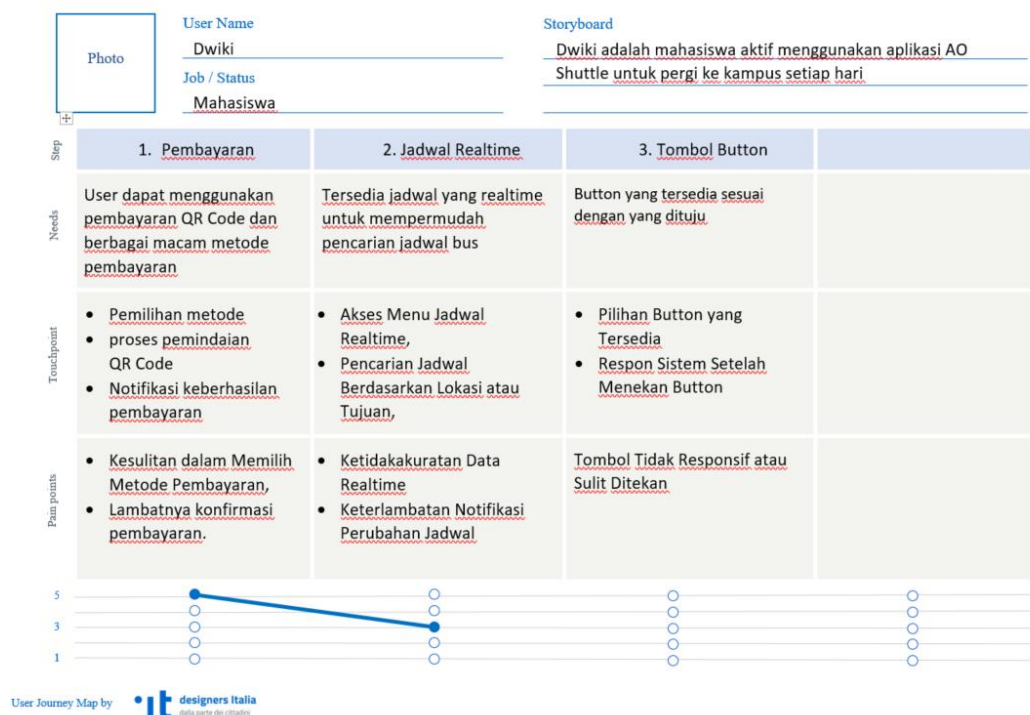 User Name
Storyboard
Photo
Dwiki
Dwiki adalah mahasiswa aktif menggunakan aplikasi AO
Shuttle untuk pergi ke kampus setiap hari
Job / Status
Mahasiswa
Step
1. Pembayaran
2. Jadwal Realtime
3. Tombol Button
Needs
User dapat menggunakan
pembayaran QR Code dan
berbagai macam metode
pembayaran
Tersedia jadwal yang realtime
untuk mempermudah
pencarian jadwal bus
Button yang tersedia sesuai
dengan yang dituju
Touchpoint
• Pemilihan metode
• proses pemindaian
QR Code
• Notifikasi keberhasilan
pembayaran
• Akses Menu Jadwal
Realtime,
• Pencarian Jadwal
Berdasarkan Lokasi atau
Tujuan,
• Pilihan Button yang
Tersedia
• Respon Sistem Setelah
Menekan Button
Pain points
• Kesulitan dalam Memilih
Metode Pembayaran,
• Lambatnya konfirmasi
pembayaran.
• Ketidakakuratan Data
Realtime
• Keterlambatan Notifikasi
Perubahan Jadwal
Tombol Tidak Responsif atau
Sulit Ditekan
5
3
1
User Journey Map by
designers Italia
dalla parte dei cittadini